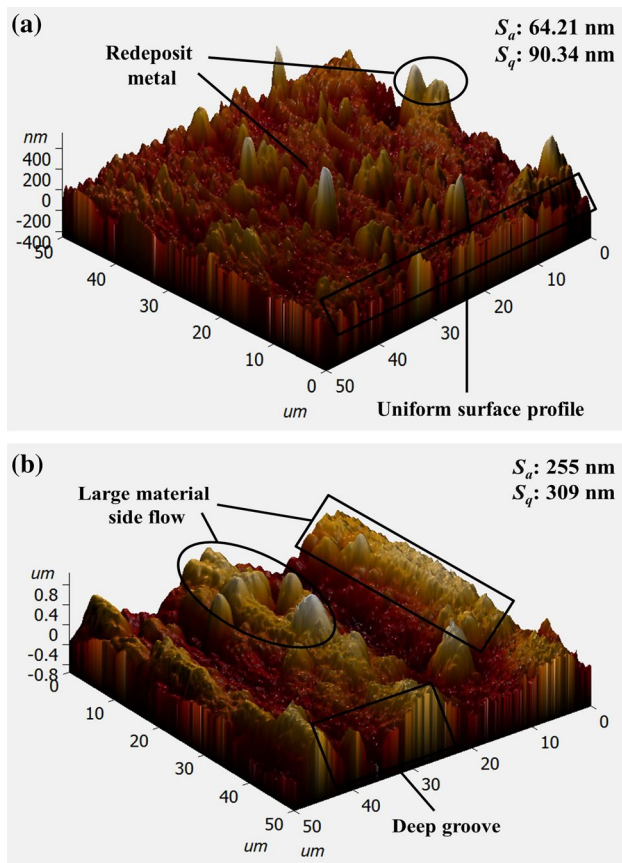 (a)
Sa: 64.21 nm
Sq: 90.34 nm
Redeposit
metal
nm
400
200
0
-200
-400
50
40
30
20
10
0
um
50
40
30
20
10
0
Uniform surface profile
(b)
Sa: 255 nm
Sq: 309 nm
Large material
side flow
um
0.8
0.4
0
-0.4
-0.8
0
10
20
30
40
50
um
50
um
40
30
20
10
0
Deep groove